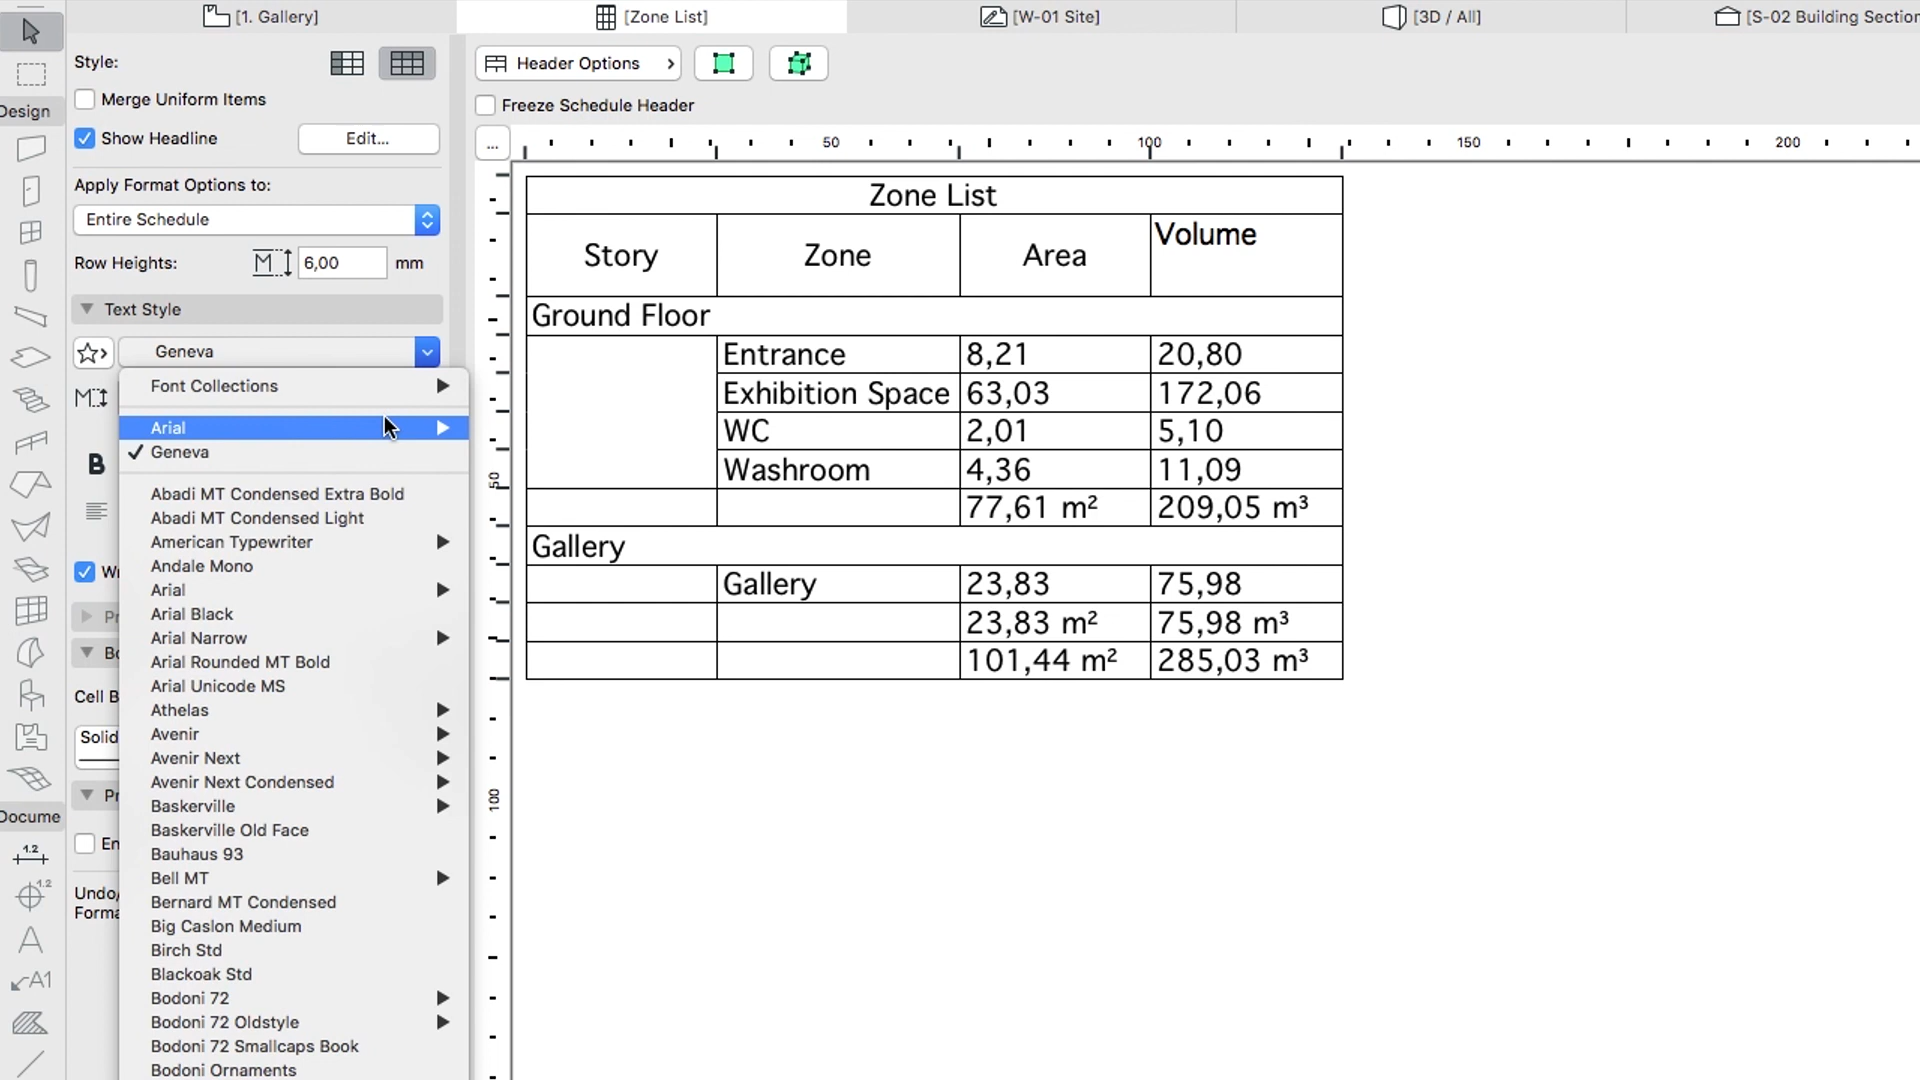 [1. Gallery]
[Zone List]
[W-01 Site]
[3D / All]
[S-02 Building Section
Style:
Merge Uniform Items
Show Headline
Edit...
Apply Format Options to:
Entire Schedule
Row Heights:
M
6,00
mm
Text Style
Geneva
M
Font Collections
Arial
Geneva
B
Abadi MT Condensed Extra Bold
Abadi MT Condensed Light
American Typewriter
Andale Mono
Arial
Arial Black
Arial Narrow
Arial Rounded MT Bold
Arial Unicode MS
Athelas
Avenir
Avenir Next
Avenir Next Condensed
Baskerville
Baskerville Old Face
Bauhaus 93
Bell MT
Bernard MT Condensed
Big Caslon Medium
Birch Std
Blackoak Std
Bodoni 72
Bodoni 72 Oldstyle
Bodoni 72 Smallcaps Book
Bodoni Ornaments
Cell B
Solid
Undo/
Forma
Design
Docume
1.2
1.2
A
A1
Header Options
Freeze Schedule Header
...
50 100 150 200
50
100
Zone List
Story Zone Area Volume
Ground Floor
Entrance 8,21 20,80
Exhibition Space 63,03 172,06
WC 2,01 5,10
Washroom 4,36 11,09
77,61 m² 209,05 m³
Gallery
Gallery 23,83 75,98
23,83 m² 75,98 m³
101,44 m² 285,03 m³